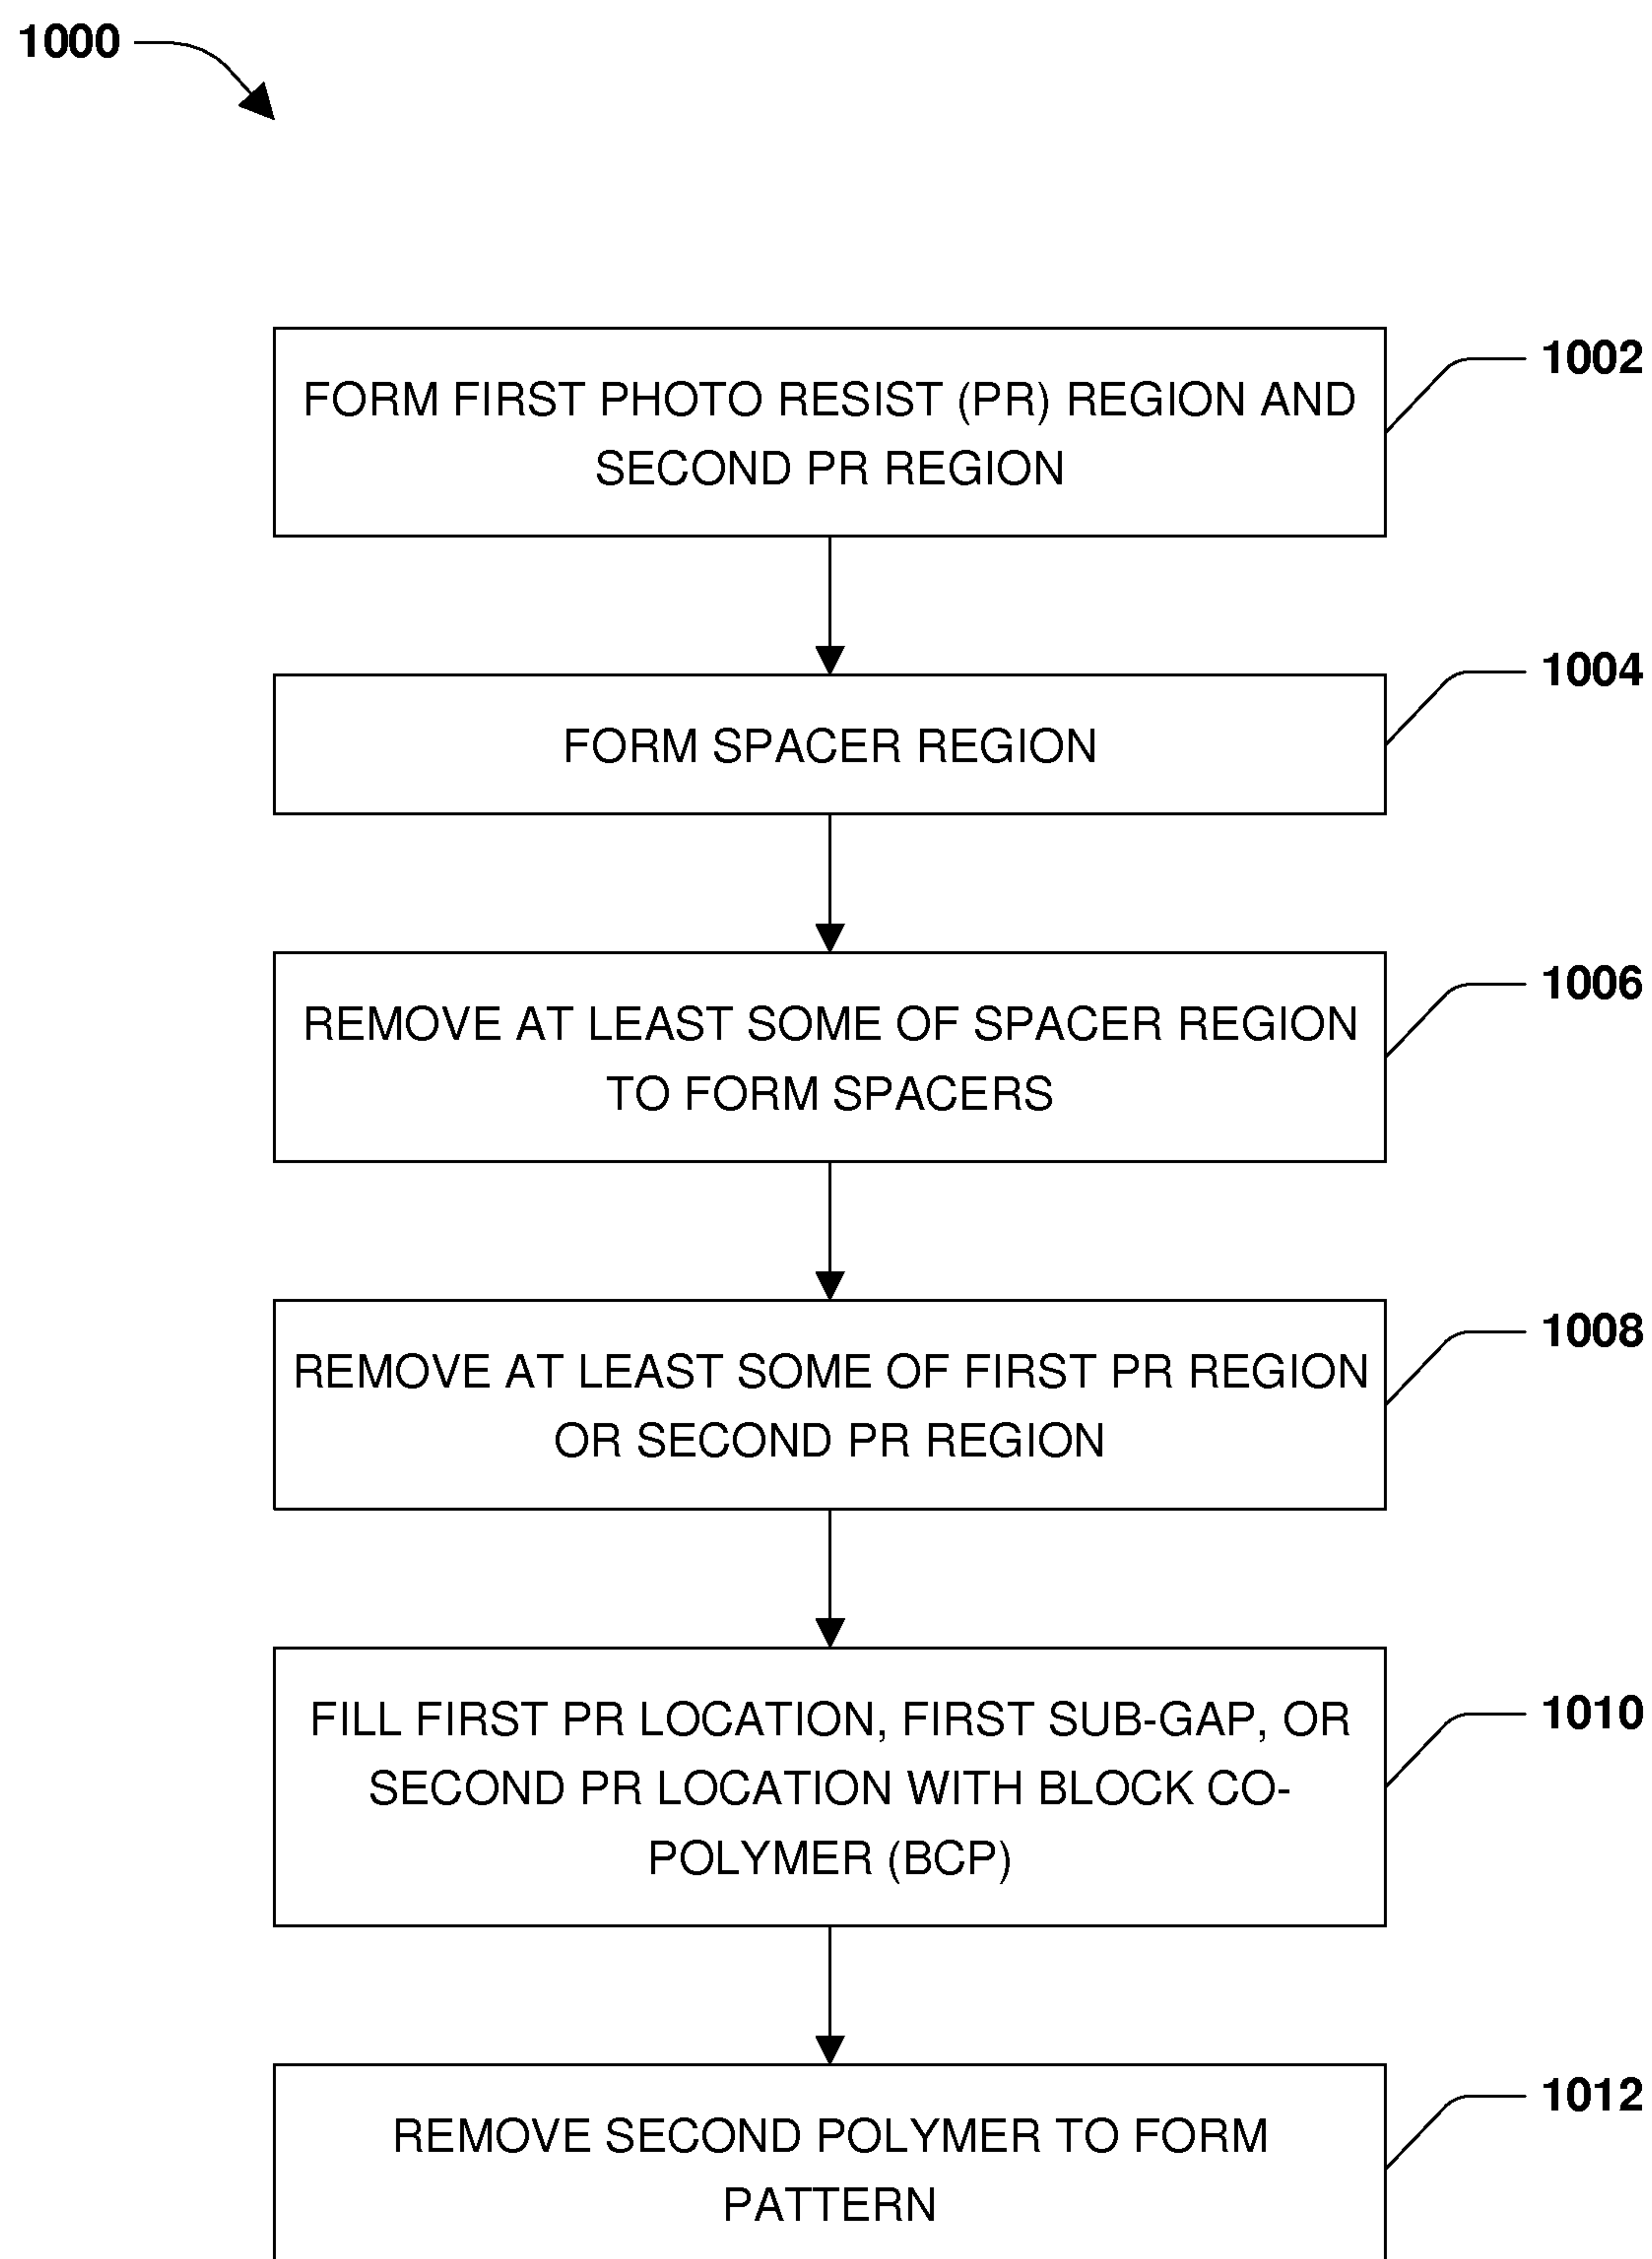 1000
FORM FIRST PHOTO RESIST (PR) REGION AND
SECOND PR REGION
1002
FORM SPACER REGION
1004
REMOVE AT LEAST SOME OF SPACER REGION
TO FORM SPACERS
1006
REMOVE AT LEAST SOME OF FIRST PR REGION
OR SECOND PR REGION
1008
FILL FIRST PR LOCATION, FIRST SUB-GAP, OR
SECOND PR LOCATION WITH BLOCK CO-
POLYMER (BCP)
1010
REMOVE SECOND POLYMER TO FORM
PATTERN
1012